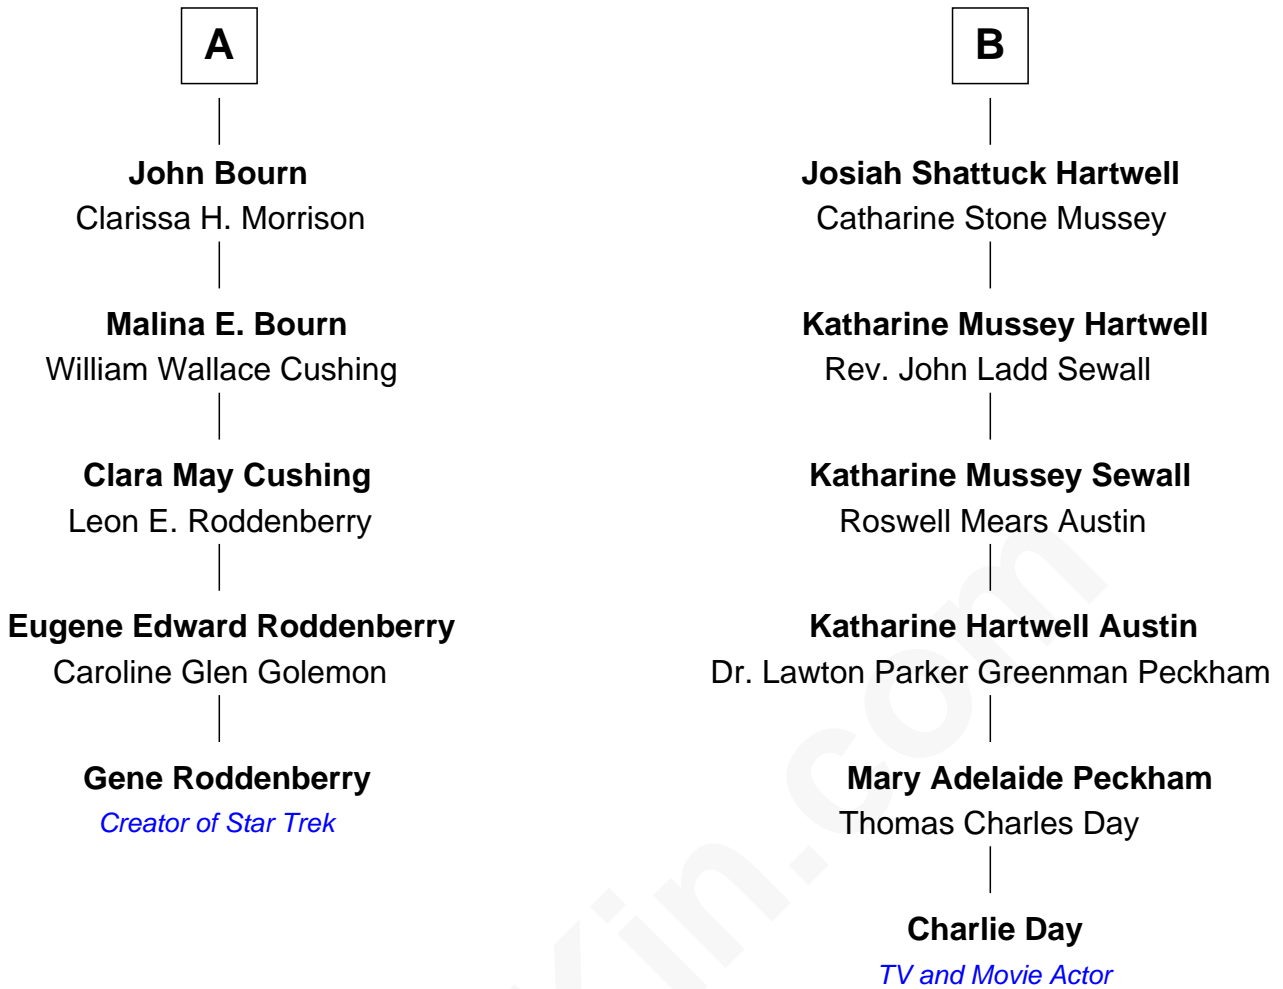 A
John Bourn
Clarissa H. Morrison
Malina E. Bourn
William Wallace Cushing
Clara May Cushing
Leon E. Roddenberry
Eugene Edward Roddenberry
Caroline Glen Golemon
Gene Roddenberry
Creator of Star Trek
B
Josiah Shattuck Hartwell
Catharine Stone Mussey
Katharine Mussey Hartwell
Rev. John Ladd Sewall
Katharine Mussey Sewall
Roswell Mears Austin
Katharine Hartwell Austin
Dr. Lawton Parker Greenman Peckham
Mary Adelaide Peckham
Thomas Charles Day
Charlie Day
TV and Movie Actor
Kin.com